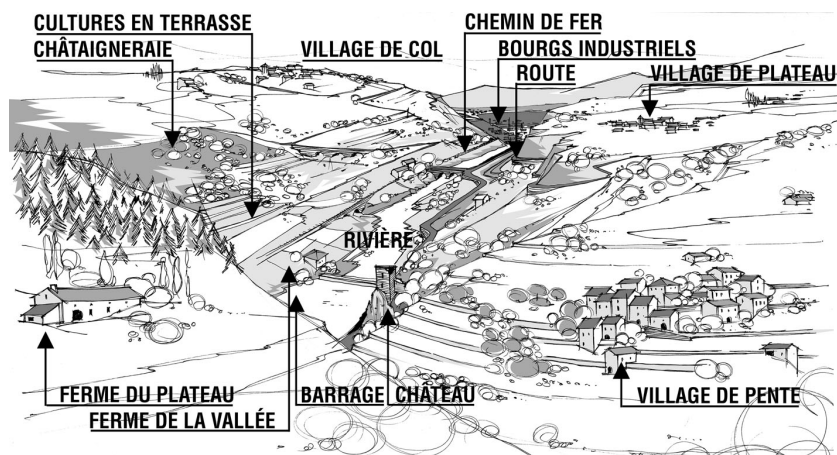 CULTURES EN TERRASSE
CHÂTAIGNERAIE
VILLAGE DE COL
CHEMIN DE FER
BOURGS INDUSTRIELS
ROUTE
VILLAGE DE PLATEAU
RIVIÈRE
FERME DU PLATEAU
FERME DE LA VALLÉE
BARRAGE
CHÂTEAU
VILLAGE DE PENTE